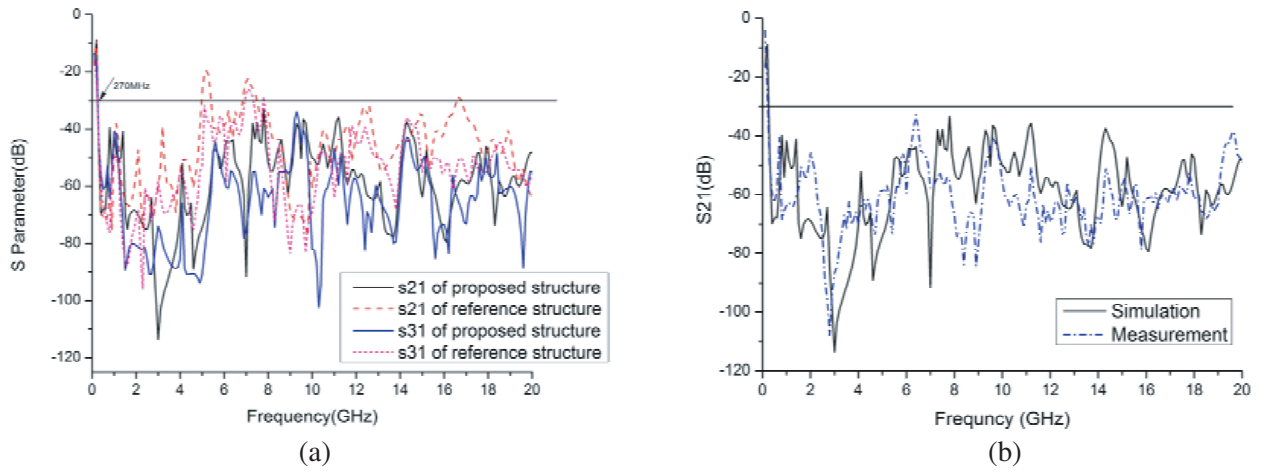 0
-20
-40
-60
-80
-100
-120
S Parameter(dB)
270MHz
s21 of proposed structure
s21 of reference structure
s31 of proposed structure
s31 of reference structure
0 2 4 6 8 10 12 14 16 18 20
Frequency(GHz)
(a)
0
-20
-40
-60
-80
-100
-120
S21(dB)
Simulation
Measurement
0 2 4 6 8 10 12 14 16 18 20
Frequncy (GHz)
(b)